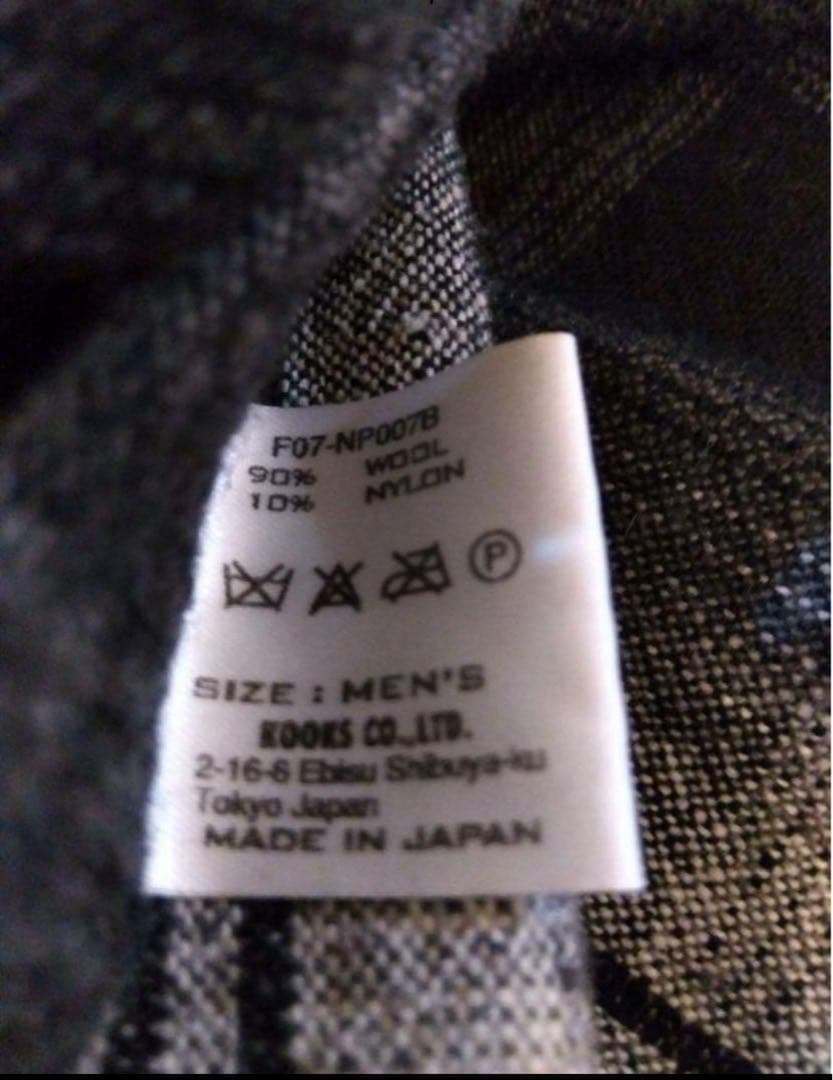 F07-NP007B
90% WOOL
10% NYLON
P
SIZE : MEN'S
KOOKS CO.,LTD.
2-16-8 Ebisu Shibuya-ku
Tokyo Japan
MADE IN JAPAN